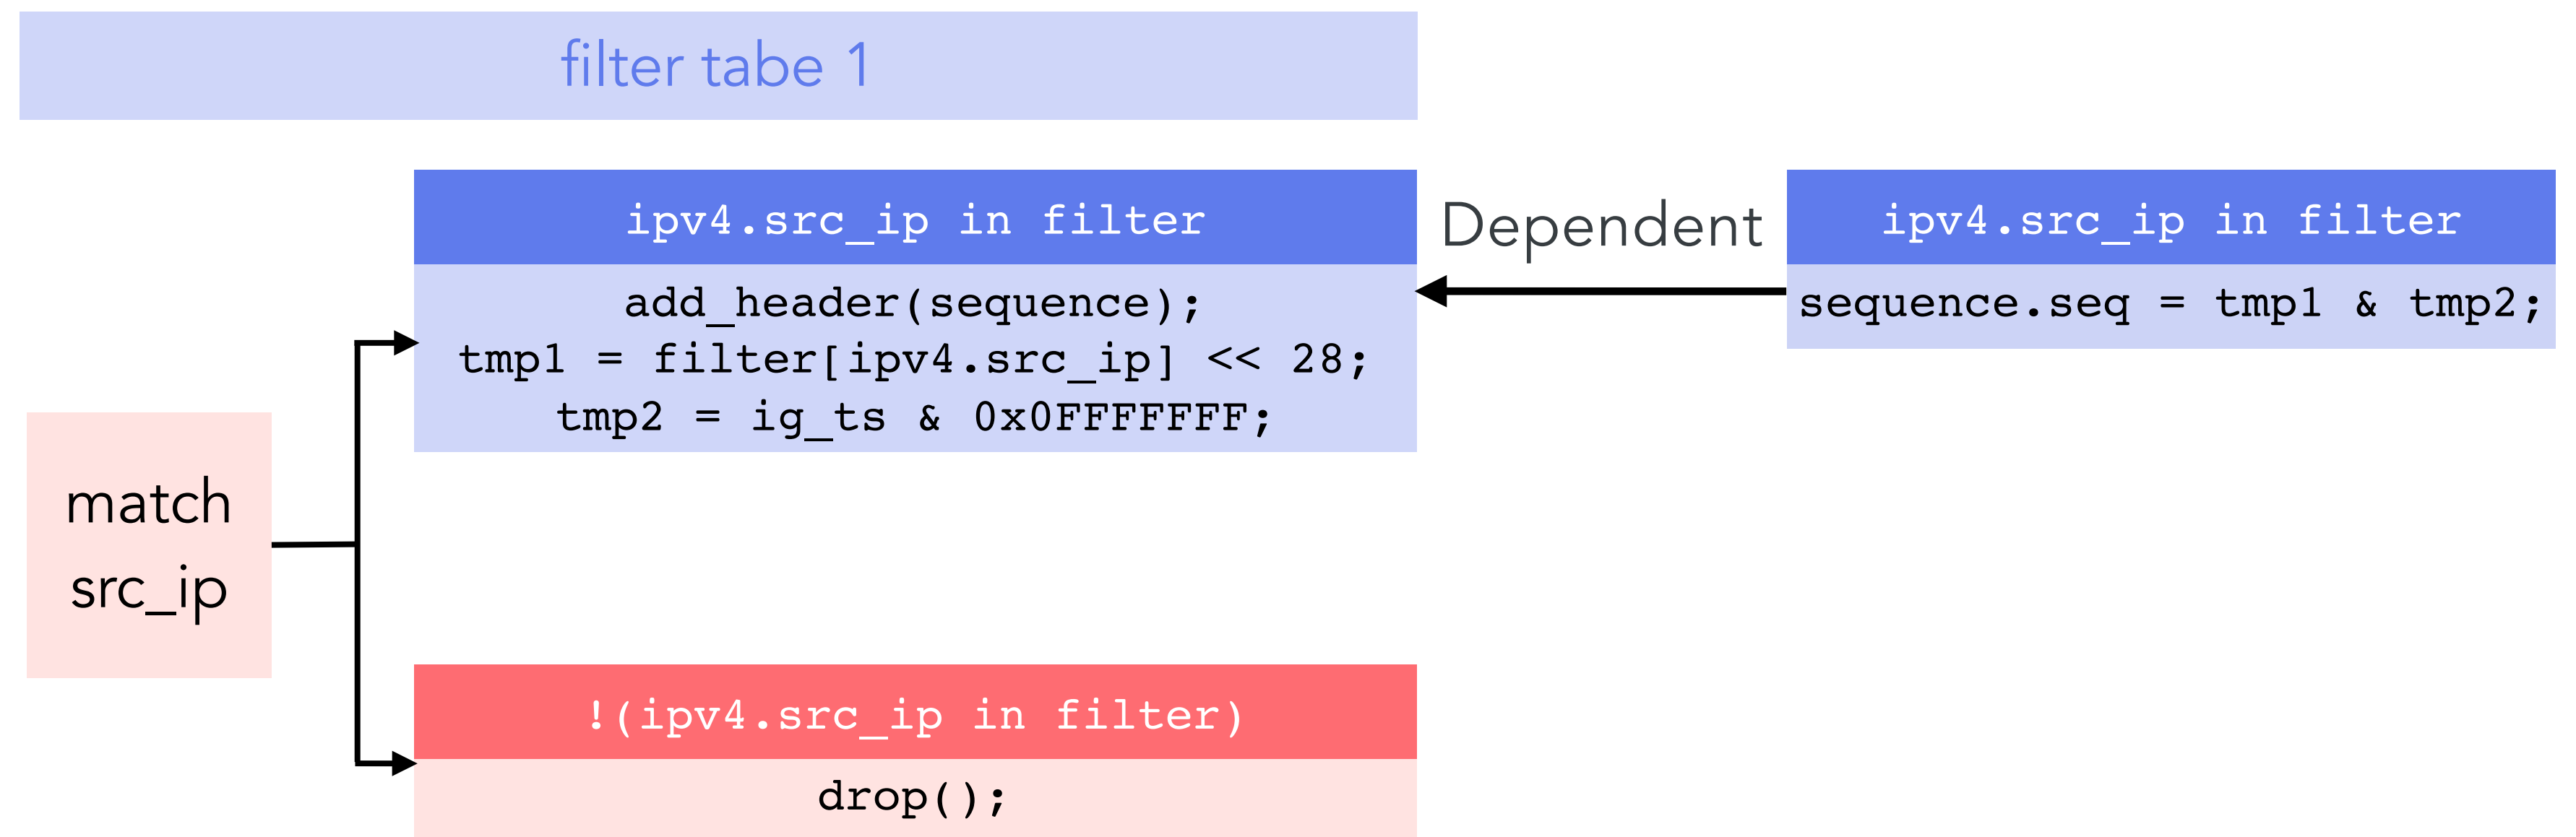 filter tabe 1
ipv4.src_ip in filter
add_header(sequence);
tmp1 = filter[ipv4.src_ip] << 28;
tmp2 = ig_ts & 0x0FFFFFFF;
Dependent
ipv4.src_ip in filter
sequence.seq = tmp1 & tmp2;
match
src_ip
!(ipv4.src_ip in filter)
drop();